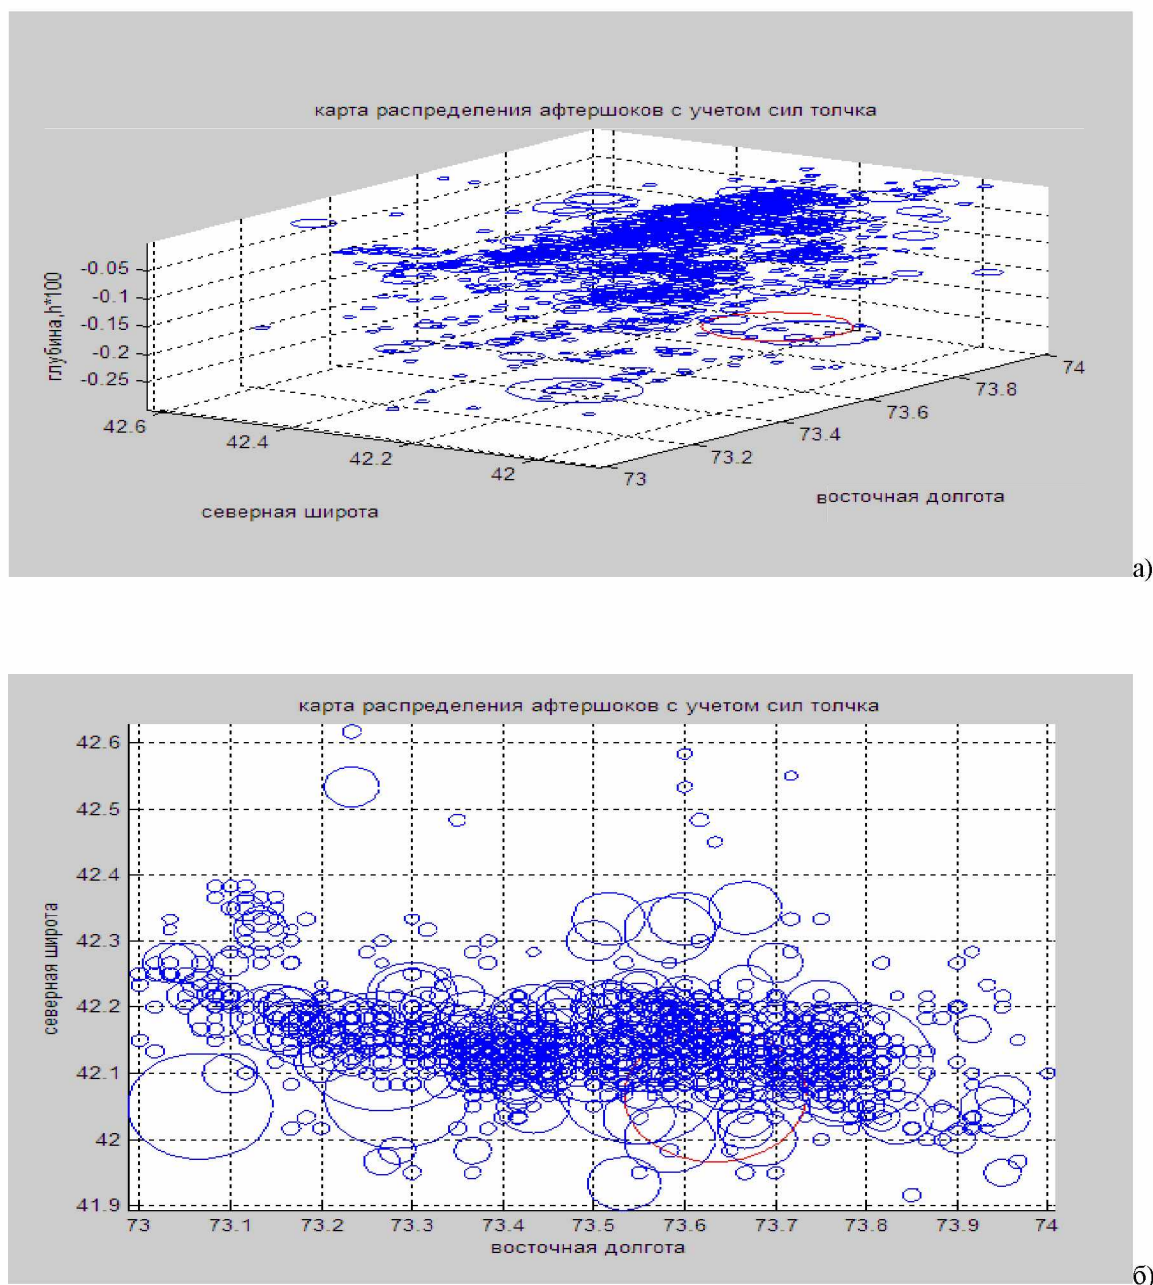 карта распределения афтершоков с учетом сил толчка
глубина,h*100
-0.05
-0.1
-0.15
-0.2
-0.25
42.6
42.4
42.2
42
73
73.2
73.4
73.6
73.8
74
северная широта
восточная долгота
а)
карта распределения афтершоков с учетом сил толчка
северная широта
42.6
42.5
42.4
42.3
42.2
42.1
42
41.9
73 73.1 73.2 73.3 73.4 73.5 73.6 73.7 73.8 73.9 74
восточная долгота
б)